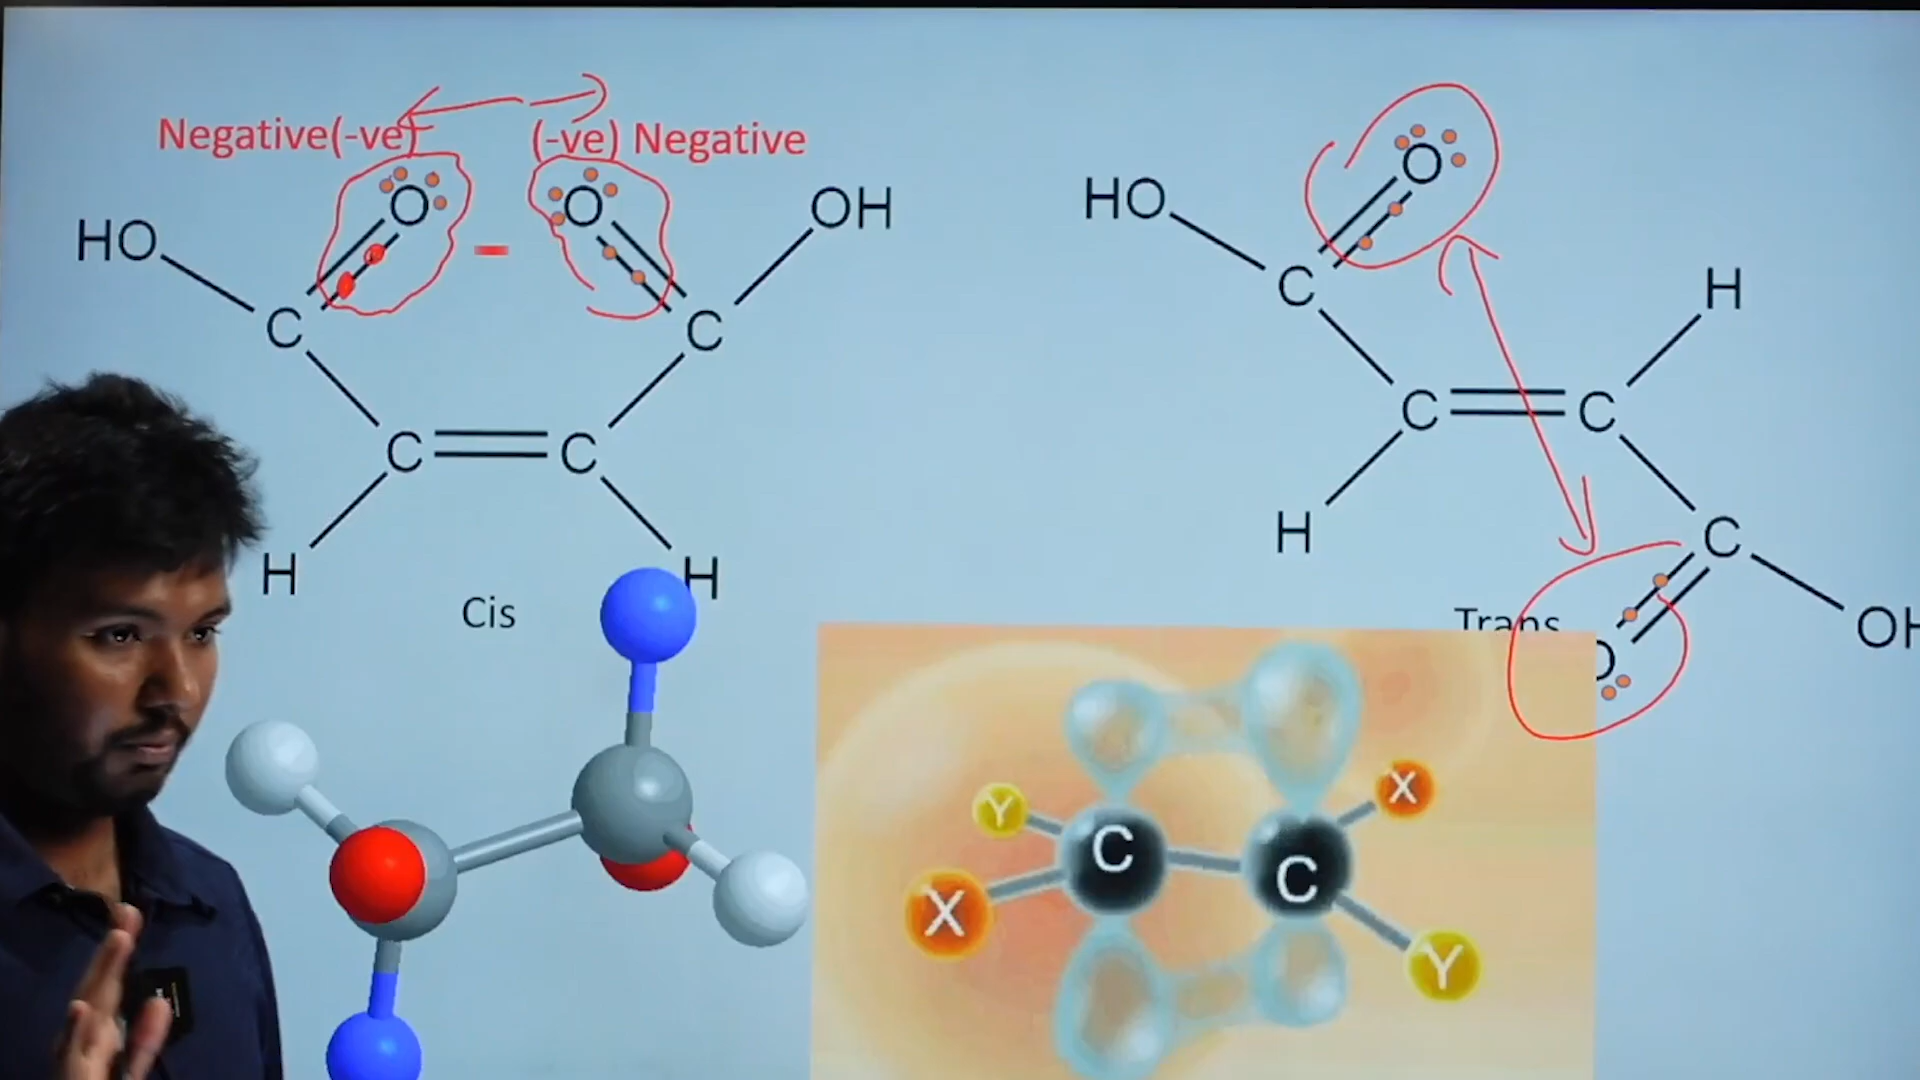 Negative(-ve)
(-ve) Negative
HO
O
O
OH
C
C
C
C
H
H
Cis
HO
O
C
H
C
C
H
C
Trans
O
OH
Y
X
C
C
X
Y